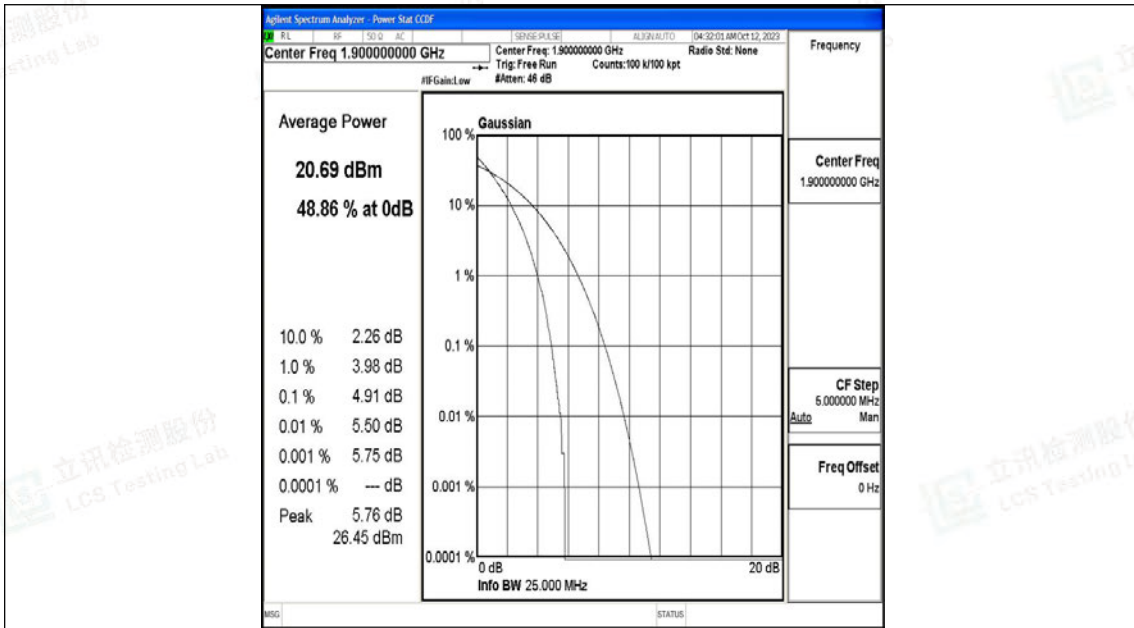 Agilent Spectrum Analyzer - Power Stat CCDF
RL RF 50 Ω AC SENSE:PULSE ALIGN AUTO 04:32:01 AM Oct 12, 2023
Center Freq 1.900000000 GHz
Center Freq: 1.900000000 GHz Radio Std: None
Trig: Free Run Counts:100 k/100 kpt
#IFGain:Low #Atten: 46 dB
Frequency
Average Power
20.69 dBm
48.86 % at 0dB
10.0 % 2.26 dB
1.0 % 3.98 dB
0.1 % 4.91 dB
0.01 % 5.50 dB
0.001 % 5.75 dB
0.0001 % --- dB
Peak 5.76 dB
26.45 dBm
Gaussian
100 %
10 %
1 %
0.1 %
0.01 %
0.001 %
0.0001 %
0 dB 20 dB
Info BW 25.000 MHz
Center Freq
1.900000000 GHz
CF Step
5.000000 MHz
Auto Man
Freq Offset
0 Hz
MSG STATUS
立讯检测股份
LCS Testing Lab
立讯检测股份